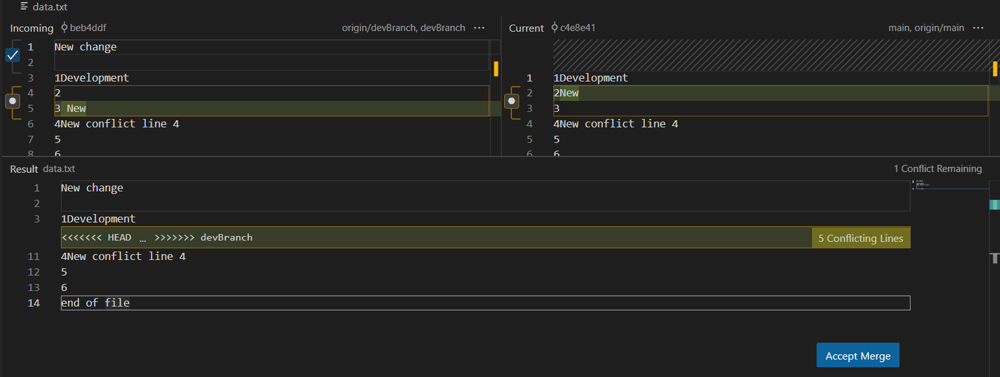 data.txt
Incoming beb4ddf origin/devBranch, devBranch ···
1 New change
2
3 1Development
4 2
5 3 New
6 4New conflict line 4
7 5
8 6
Current c4e8e41 main, origin/main ···
1 1Development
2 2New
3 3
4 4New conflict line 4
5 5
6 6
Result data.txt 1 Conflict Remaining
1 New change
2
3 1Development
<<<<<<< HEAD … >>>>>>> devBranch 5 Conflicting Lines
11 4New conflict line 4
12 5
13 6
14 end of file
Accept Merge